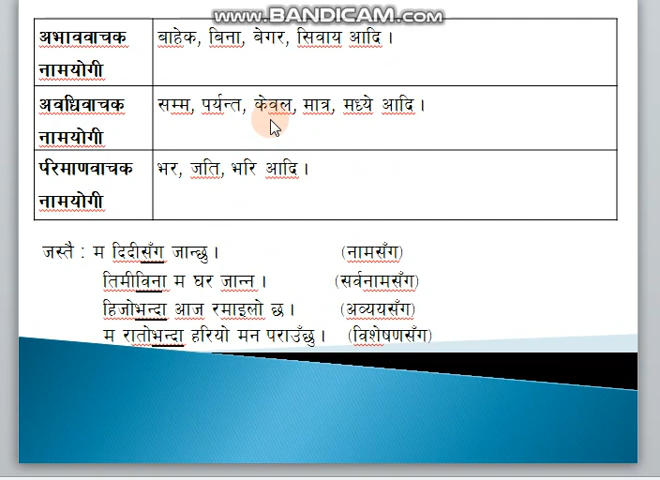 www.BANDICAM.com
अभाववाचक बाहेक, बिना, बेगर, सिवाय आदि ।
नामयोगी
अवधिवाचक सम्म, पर्यन्त, केवल, मात्र, मध्ये आदि ।
नामयोगी
परिमाणवाचक भर, जति, भरि आदि ।
नामयोगी
जस्तै : म दिदीसँग जान्छु । (नामसँग)
तिमीविना म घर जान्न । (सर्वनामसँग)
हिजोभन्दा आज रमाइलो छ । (अव्ययसँग)
म रातोभन्दा हरियो मन पराउँछु । (विशेषणसँग)